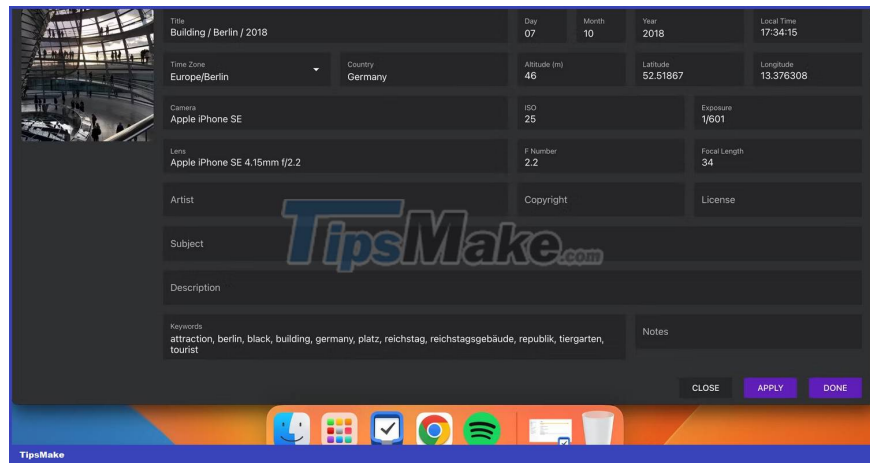 Title
Building / Berlin / 2018
Day
07
Month
10
Year
2018
Local Time
17:34:15
Time Zone
Europe/Berlin
Country
Germany
Altitude (m)
46
Latitude
52.51867
Longitude
13.376308
Camera
Apple iPhone SE
ISO
25
Exposure
1/601
Lens
Apple iPhone SE 4.15mm f/2.2
F Number
2.2
Focal Length
34
Artist
Copyright
License
Subject
TipsMake.com
Description
Keywords
attraction, berlin, black, building, germany, platz, reichstag, reichstagsgebäude, republik, tiergarten,
tourist
Notes
CLOSE
APPLY
DONE
TipsMake